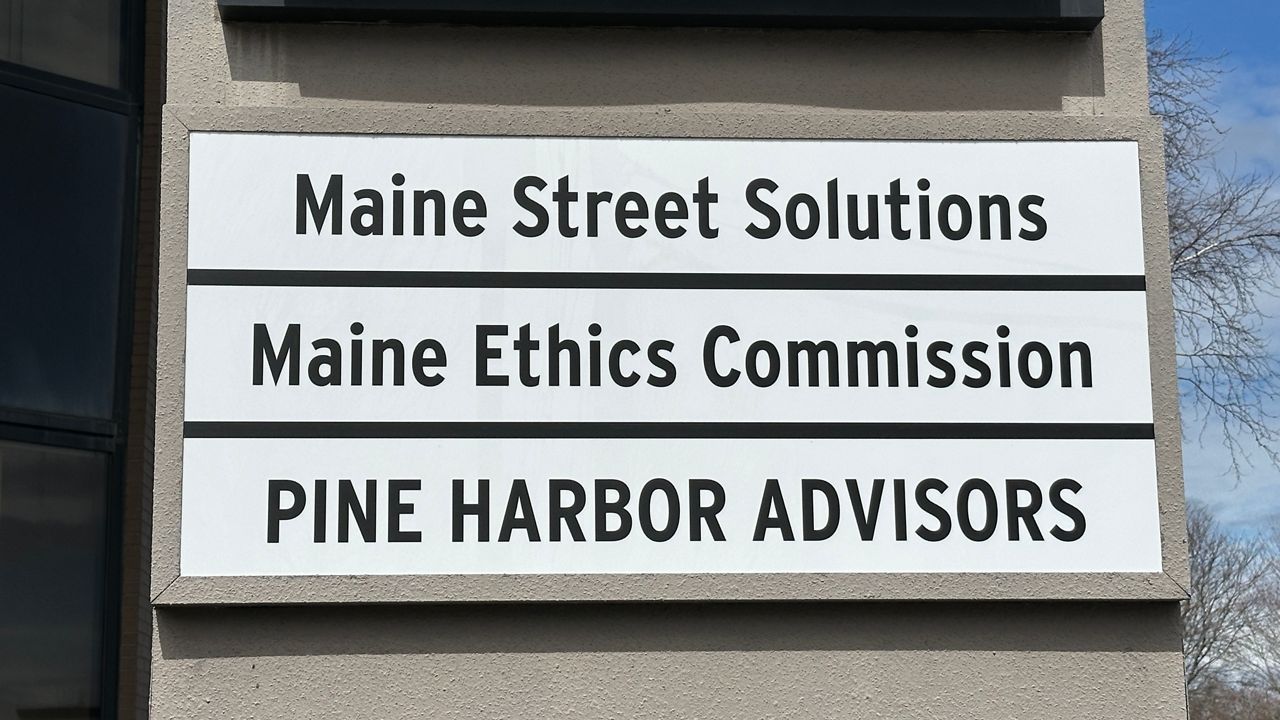 Maine Street Solutions
Maine Ethics Commission
PINE HARBOR ADVISORS